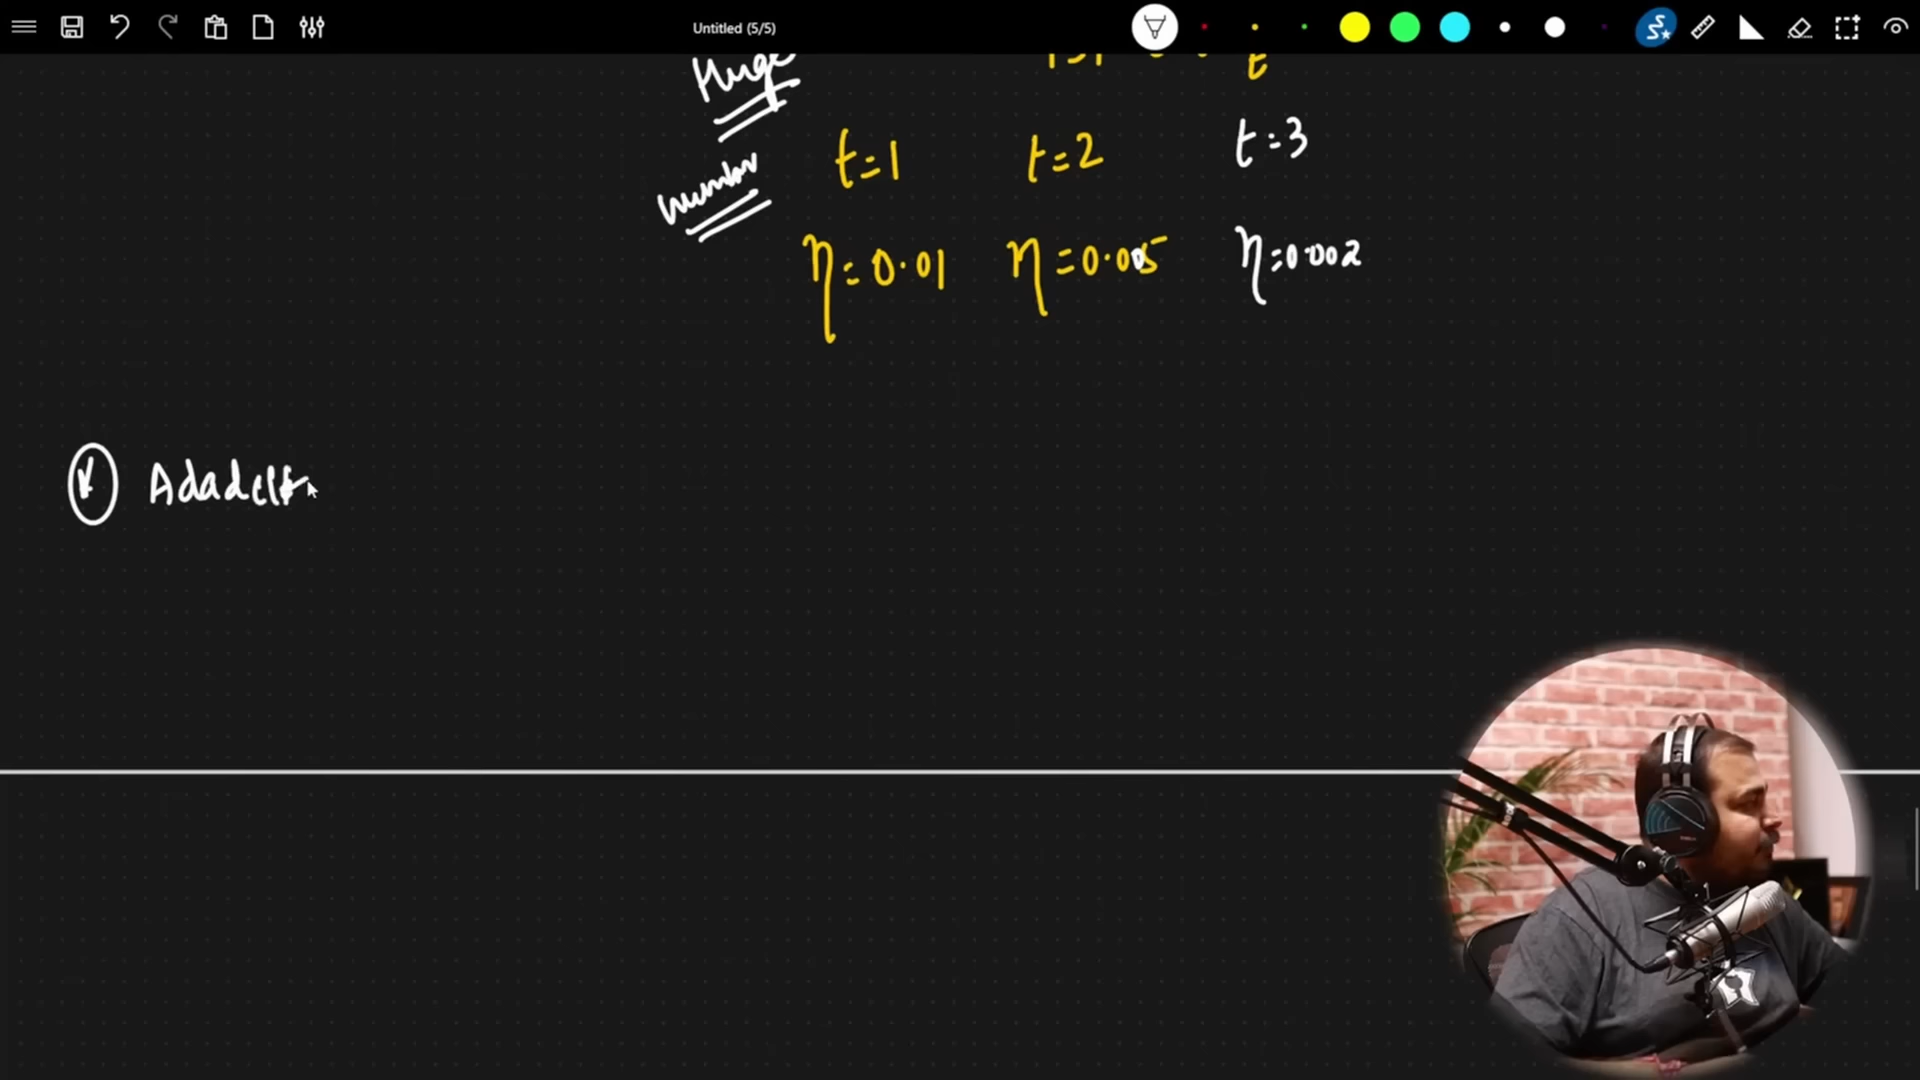 Untitled (5/5)
Huge
t
number
t=1 t=2 t=3
η=0.01 η=0.005 η=0.002
Adadelta